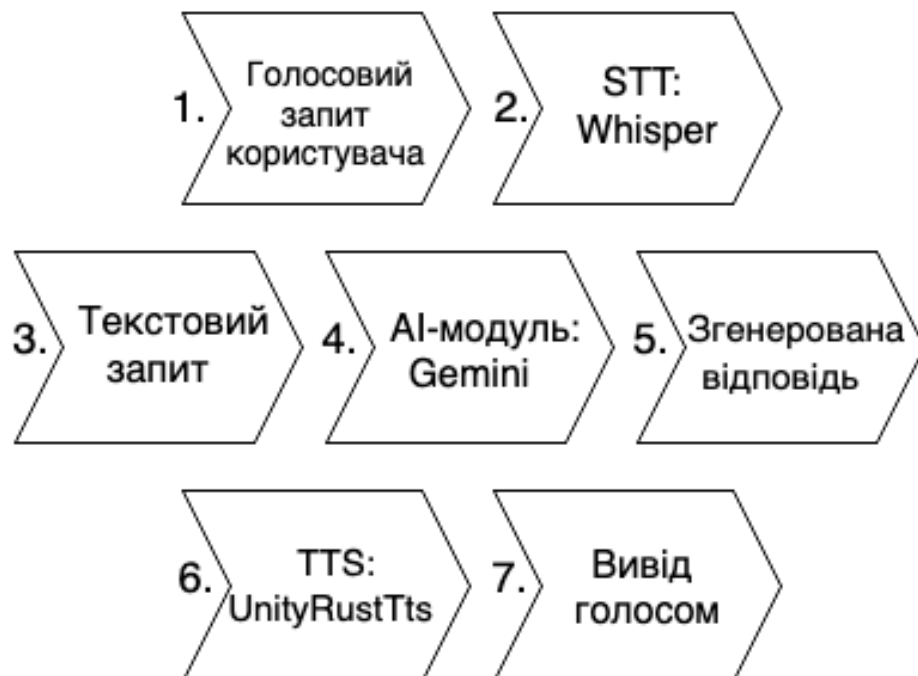 1. Голосовий
запит
користувача
2. STT:
Whisper
3. Текстовий
запит
4. AI-модуль:
Gemini
5. Згенерована
відповідь
6. TTS:
UnityRustTts
7. Вивід
голосом